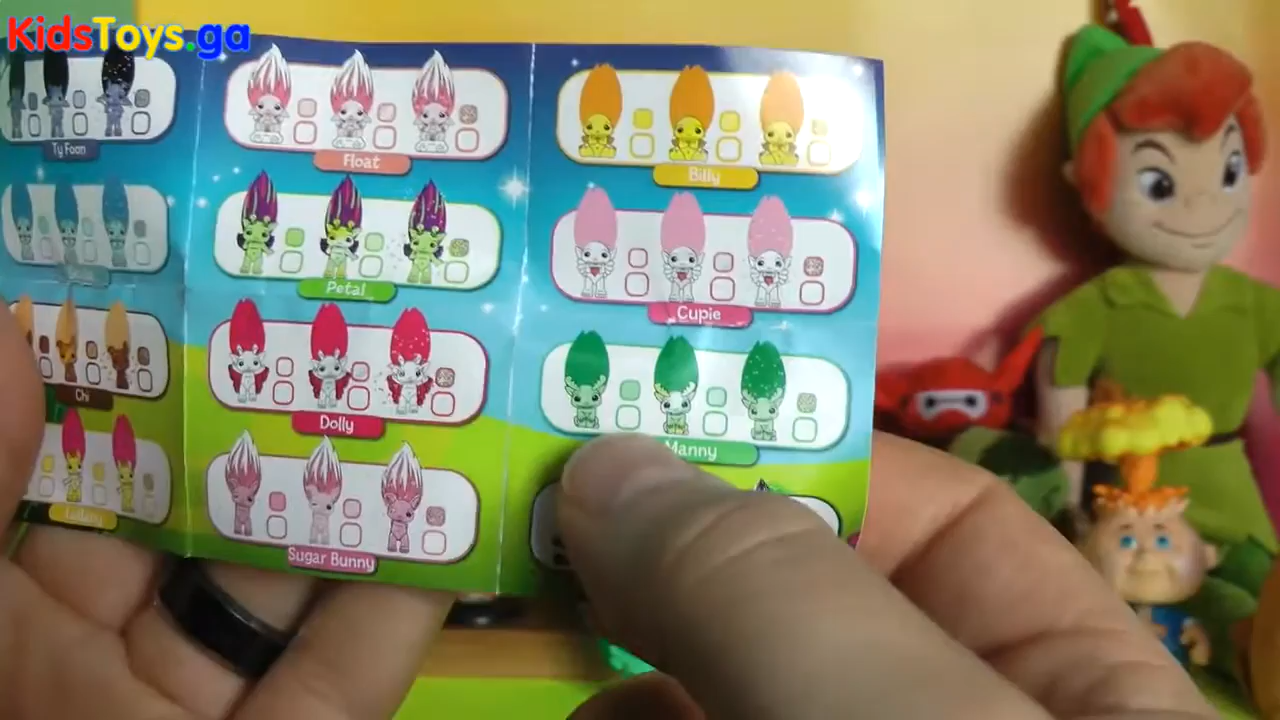 KidsToys.ga
Ty Foon
Float
Billy
Petal
Cupie
Chi
Dolly
Manny
Sugar Bunny